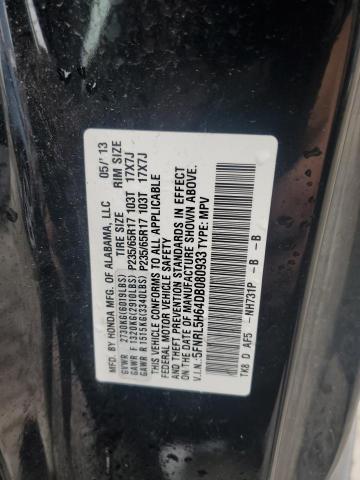 MFD. BY HONDA MFG. OF ALABAMA, LLC 05/'13
TIRE SIZE RIM SIZE
GVWR 2730KG(6019LBS)
GAWR F 1320KG(2910LBS) P235/65R17 103T 17X7J
GAWR R 1515KG(3340LBS) P235/65R17 103T 17X7J
THIS VEHICLE CONFORMS TO ALL APPLICABLE
FEDERAL MOTOR VEHICLE SAFETY
AND THEFT PREVENTION STANDARDS IN EFFECT
ON THE DATE OF MANUFACTURE SHOWN ABOVE.
V.I.N.:5FNRL5H64DB080933 TYPE: MPV
TK8 D AF5 -NH731P -B -B